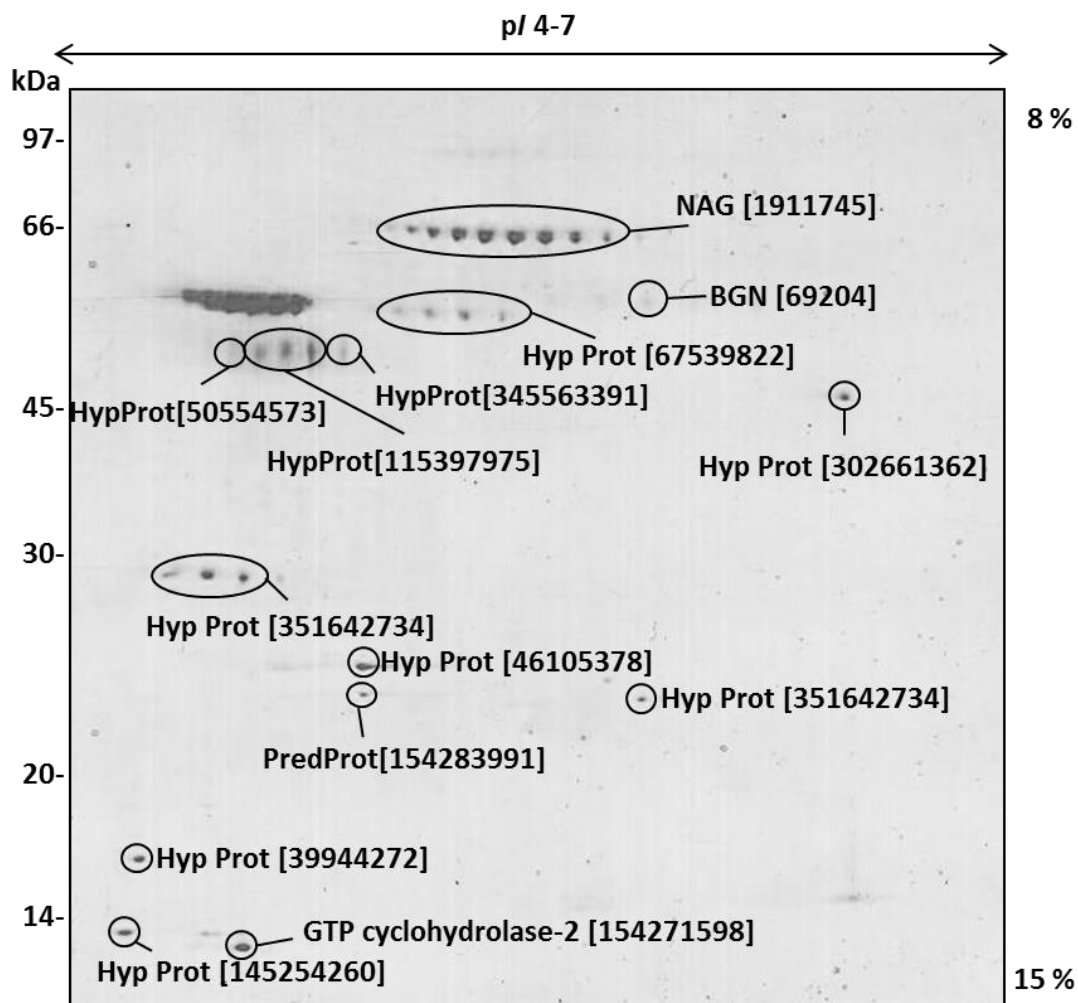 pI 4-7
kDa
8 %
97-
NAG [1911745]
66-
BGN [69204]
Hyp Prot [67539822]
HypProt[345563391]
45-
HypProt[50554573]
HypProt[115397975]
Hyp Prot [302661362]
30-
Hyp Prot [351642734]
Hyp Prot [46105378]
Hyp Prot [351642734]
PredProt[154283991]
20-
Hyp Prot [39944272]
14-
GTP cyclohydrolase-2 [154271598]
Hyp Prot [145254260]
15 %